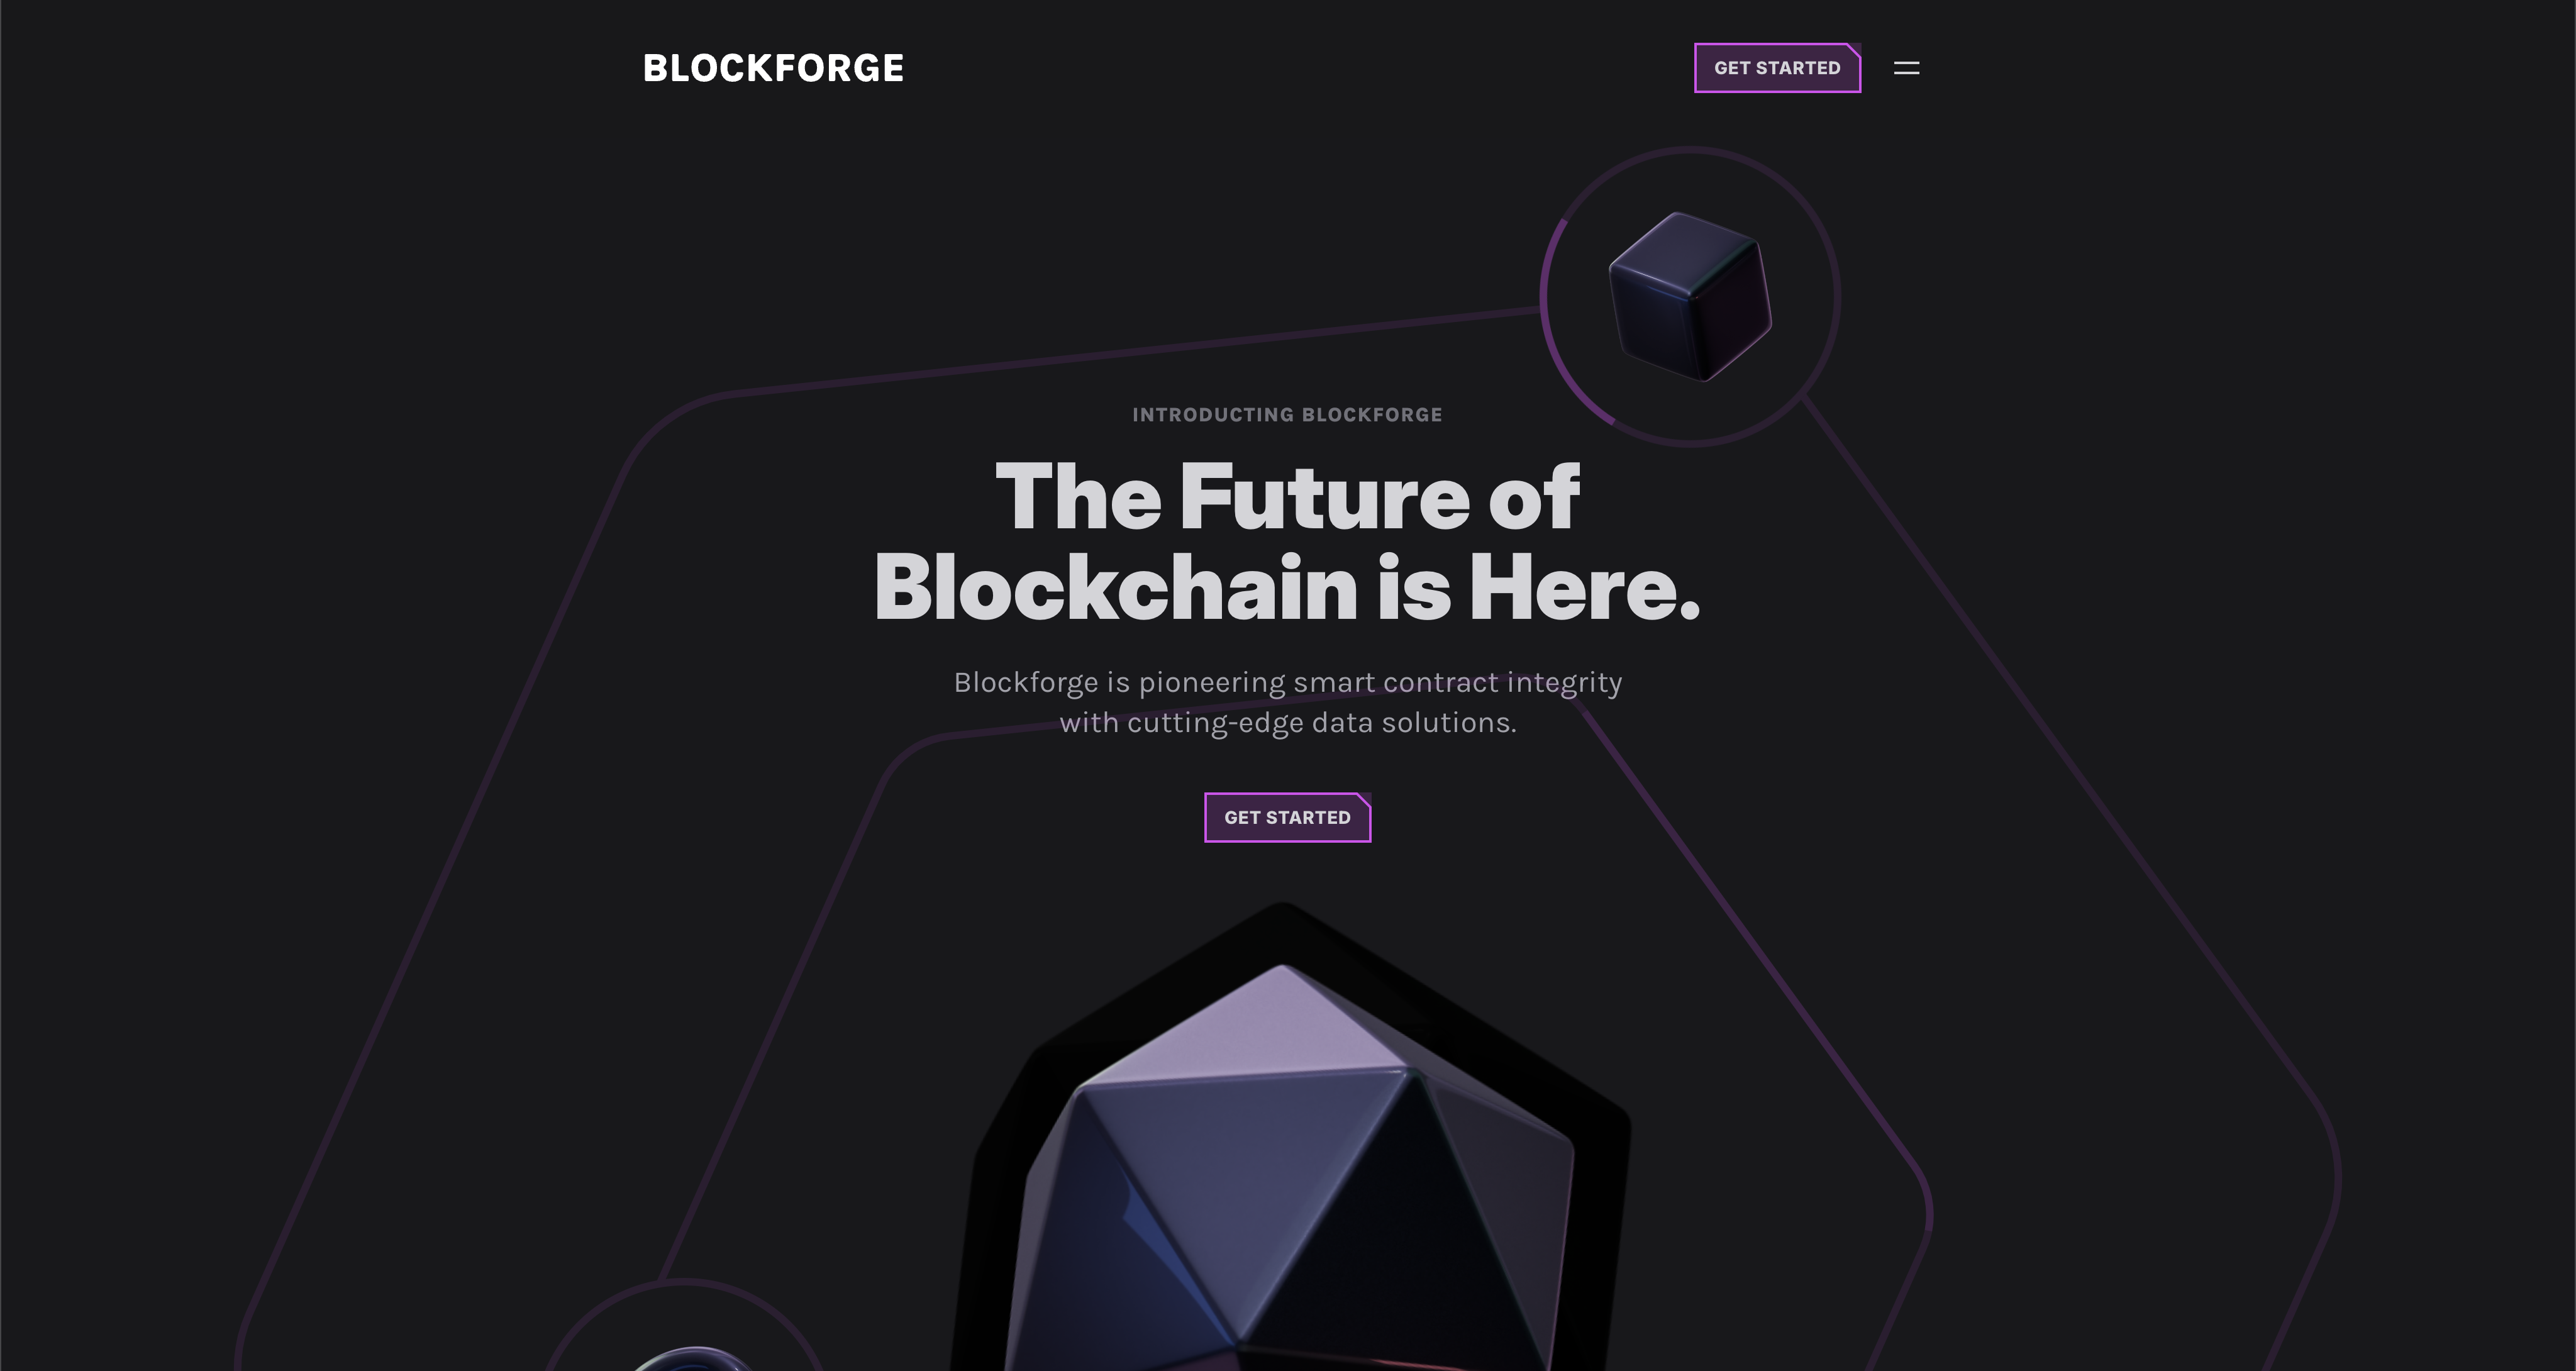 BLOCKFORGE
GET STARTED
INTRODUCTING BLOCKFORGE
The Future of
Blockchain is Here.
Blockforge is pioneering smart contract integrity
with cutting-edge data solutions.
GET STARTED